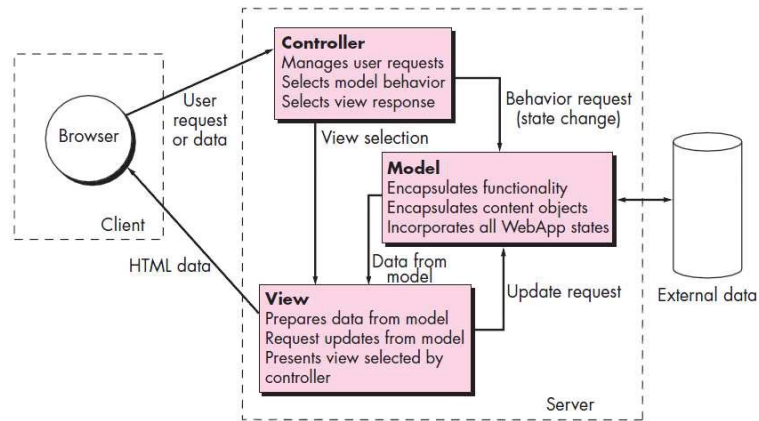 Controller
Manages user requests
Selects model behavior
Selects view response
User
request
or data
Browser
Client
View selection
Behavior request
(state change)
Model
Encapsulates functionality
Encapsulates content objects
Incorporates all WebApp states
HTML data
Data from
model
Update request
External data
View
Prepares data from model
Request updates from model
Presents view selected by
controller
Server